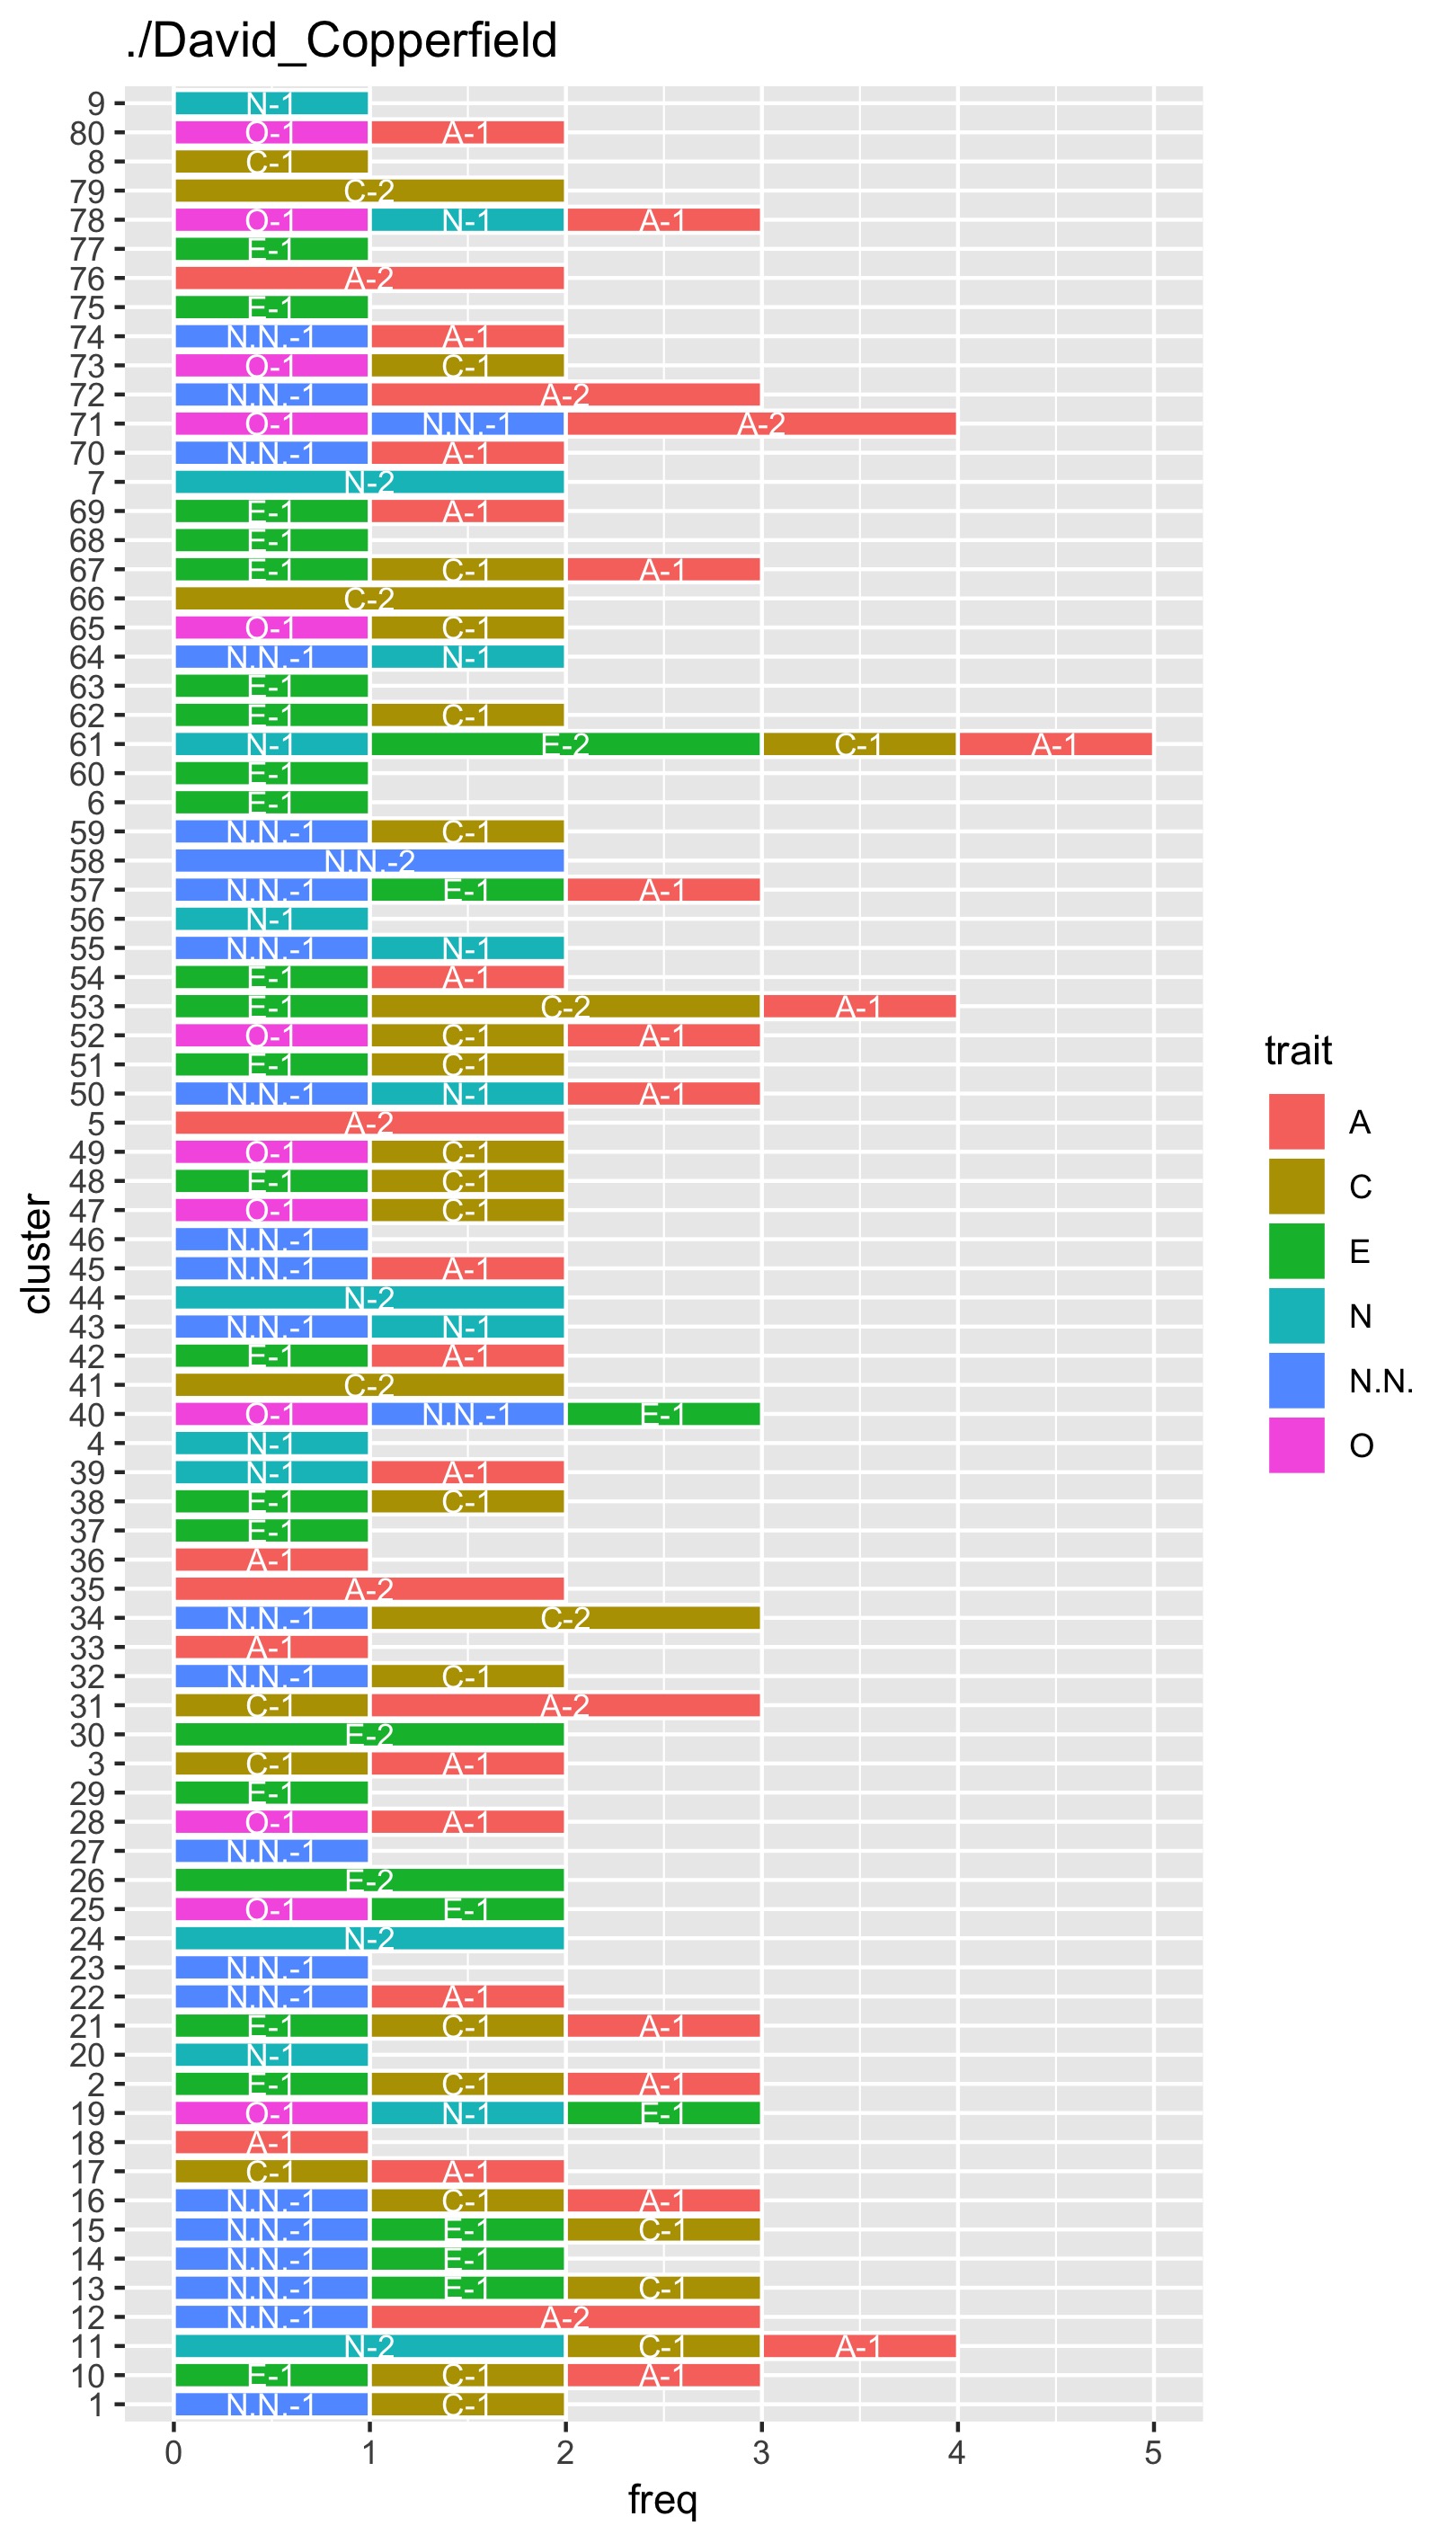 ./David_Copperfield
9 N-1
80 O-1 A-1
8 C-1
79 C-2
78 O-1 N-1 A-1
77 E-1
76 A-2
75 E-1
74 N.N.-1 A-1
73 O-1 C-1
72 N.N.-1 A-2
71 O-1 N.N.-1 A-2
70 N.N.-1 A-1
7 N-2
69 E-1 A-1
68 E-1
67 E-1 C-1 A-1
66 C-2
65 O-1 C-1
64 N.N.-1 N-1
63 E-1
62 E-1 C-1
61 N-1 E-2 C-1 A-1
60 E-1
6 E-1
59 N.N.-1 C-1
58 N.N.-2
57 N.N.-1 E-1 A-1
56 N-1
55 N.N.-1 N-1
54 E-1 A-1
53 E-1 C-2 A-1
52 O-1 C-1 A-1
51 E-1 C-1
50 N.N.-1 N-1 A-1
5 A-2
49 O-1 C-1
48 E-1 C-1
47 O-1 C-1
46 N.N.-1
45 N.N.-1 A-1
44 N-2
43 N.N.-1 N-1
42 E-1 A-1
41 C-2
40 O-1 N.N.-1 E-1
4 N-1
39 N-1 A-1
38 E-1 C-1
37 E-1
36 A-1
35 A-2
34 N.N.-1 C-2
33 A-1
32 N.N.-1 C-1
31 C-1 A-2
30 E-2
3 C-1 A-1
29 E-1
28 O-1 A-1
27 N.N.-1
26 E-2
25 O-1 E-1
24 N-2
23 N.N.-1
22 N.N.-1 A-1
21 E-1 C-1 A-1
20 N-1
2 E-1 C-1 A-1
19 O-1 N-1 E-1
18 A-1
17 C-1 A-1
16 N.N.-1 C-1 A-1
15 N.N.-1 E-1 C-1
14 N.N.-1 E-1
13 N.N.-1 E-1 C-1
12 N.N.-1 A-2
11 N-2 C-1 A-1
10 E-1 C-1 A-1
1 N.N.-1 C-1
0 1 2 3 4 5
freq
cluster
trait
A
C
E
N
N.N.
O